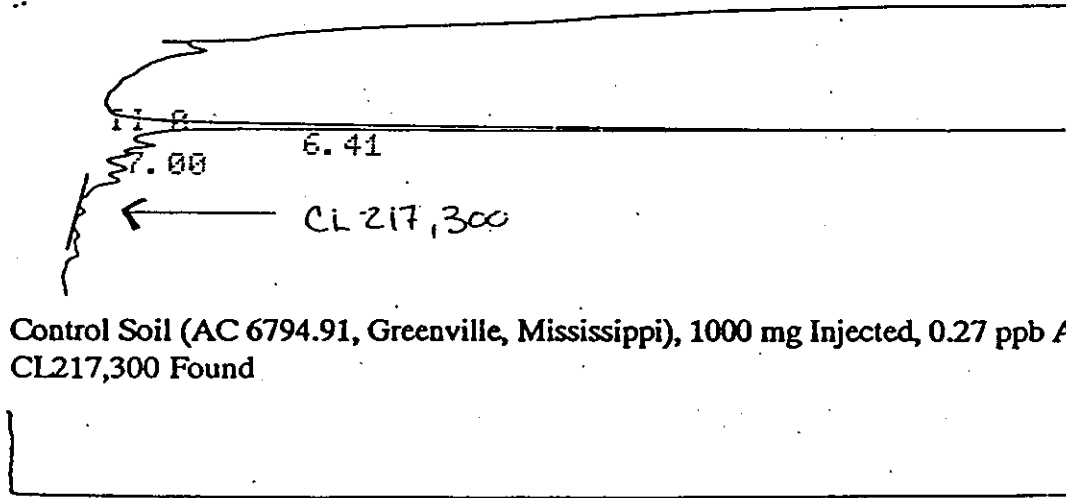 6.41
7.00
CL 217,300
Control Soil (AC 6794.91, Greenville, Mississippi), 1000 mg Injected, 0.27 ppb A
CL217,300 Found